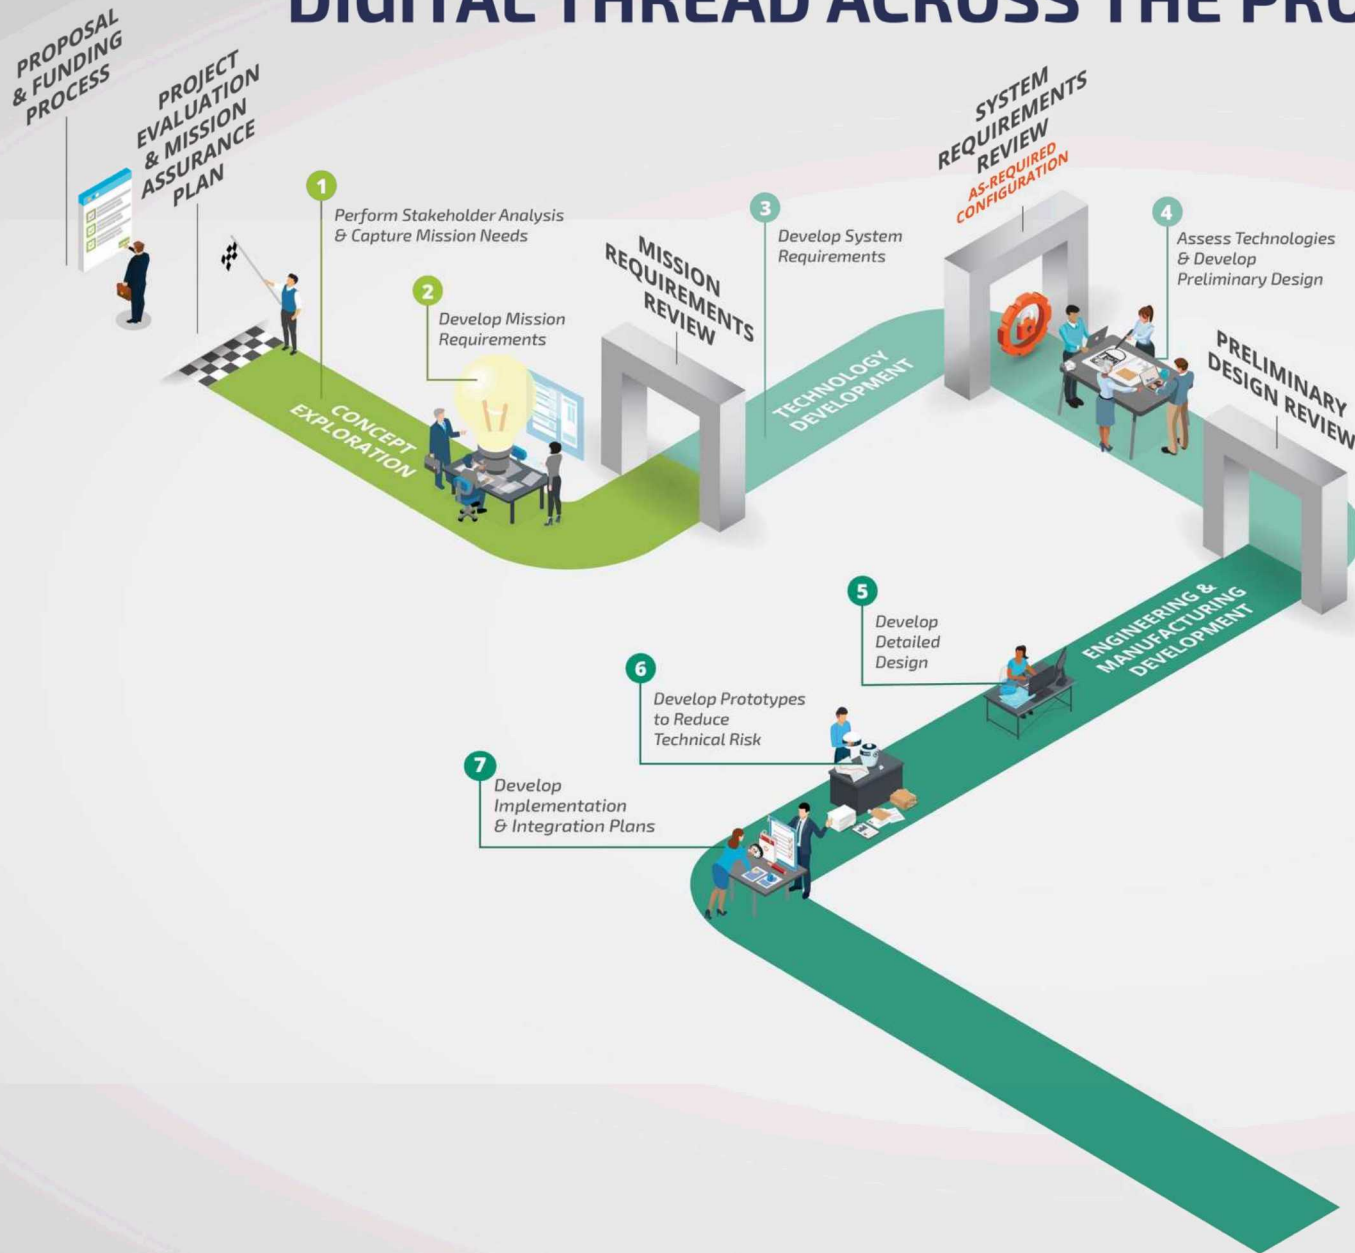 DIGITAL THREAD ACROSS THE PRO
PROPOSAL
& FUNDING
PROCESS
PROJECT
EVALUATION
& MISSION
ASSURANCE
PLAN
1
Perform Stakeholder Analysis
& Capture Mission Needs
2
Develop Mission
Requirements
CONCEPT
EXPLORATION
MISSION
REQUIREMENTS
REVIEW
3
Develop System
Requirements
TECHNOLOGY
DEVELOPMENT
SYSTEM
REQUIREMENTS
REVIEW
AS-REQUIRED
CONFIGURATION
4
Assess Technologies
& Develop
Preliminary Design
PRELIMINARY
DESIGN REVIEW
ENGINEERING &
MANUFACTURING
DEVELOPMENT
5
Develop
Detailed
Design
6
Develop Prototypes
to Reduce
Technical Risk
7
Develop
Implementation
& Integration Plans